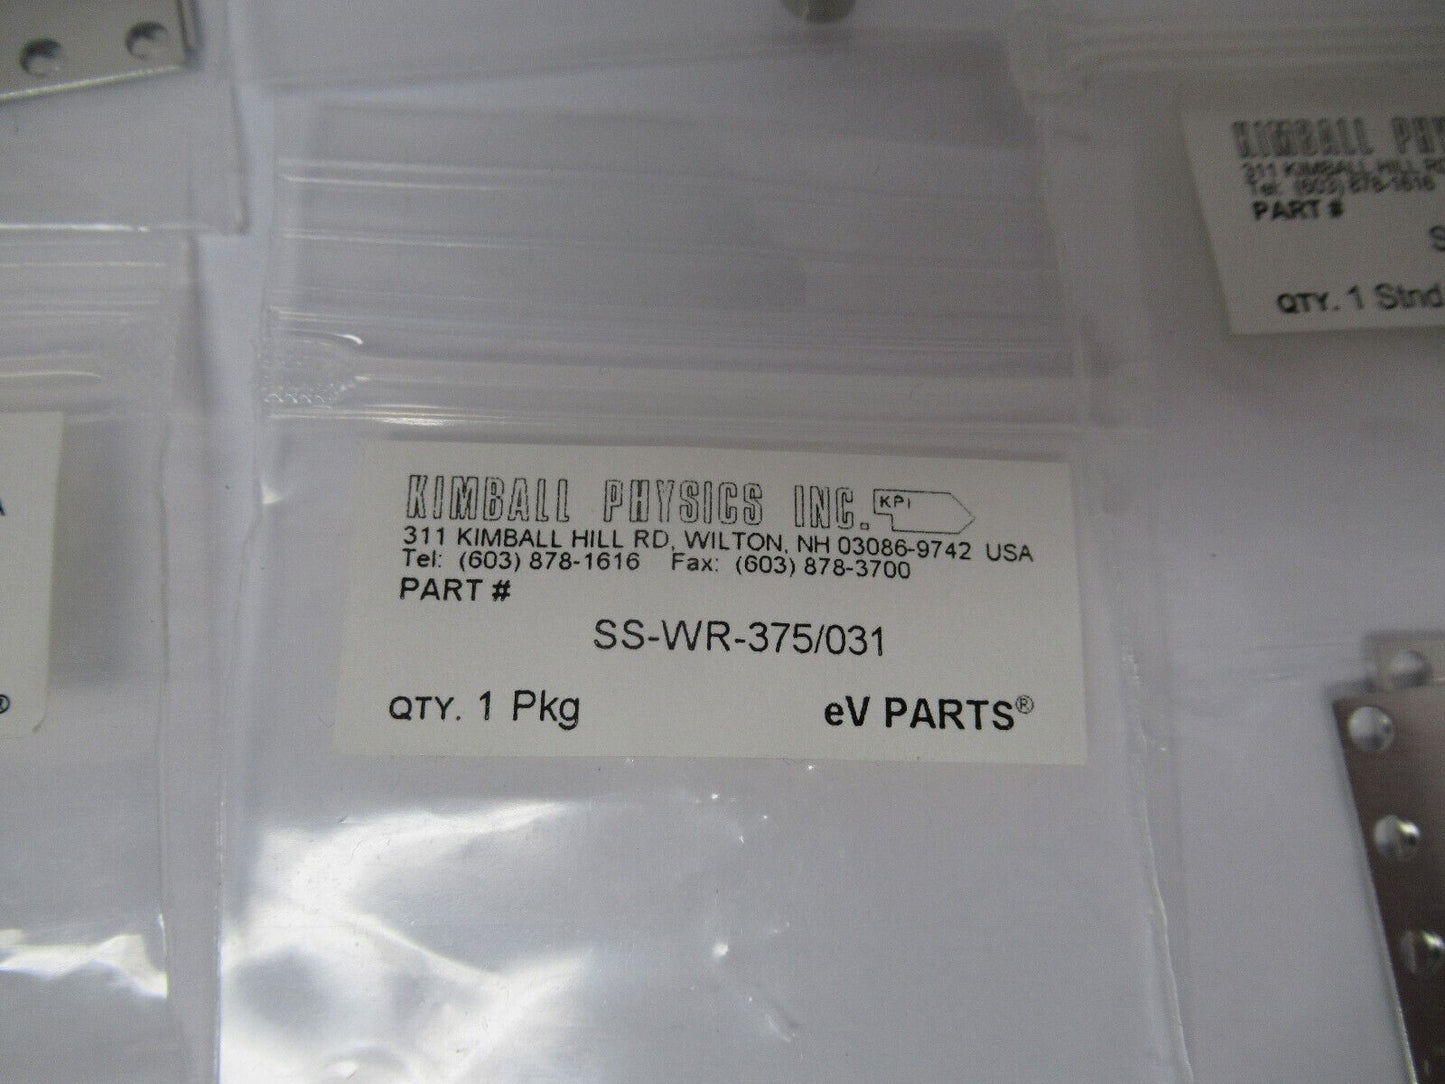 KIMBALL PHYSICS INC. KPI
311 KIMBALL HILL RD, WILTON, NH 03086-9742 USA
Tel: (603) 878-1616 Fax: (603) 878-3700
PART #
SS-WR-375/031
QTY. 1 Pkg eV PARTS®
KIMBALL PHY
311 KIMBALL HILL RD
Tel: (603) 878-1616
PART #
S
QTY. 1 Stnd
A
®